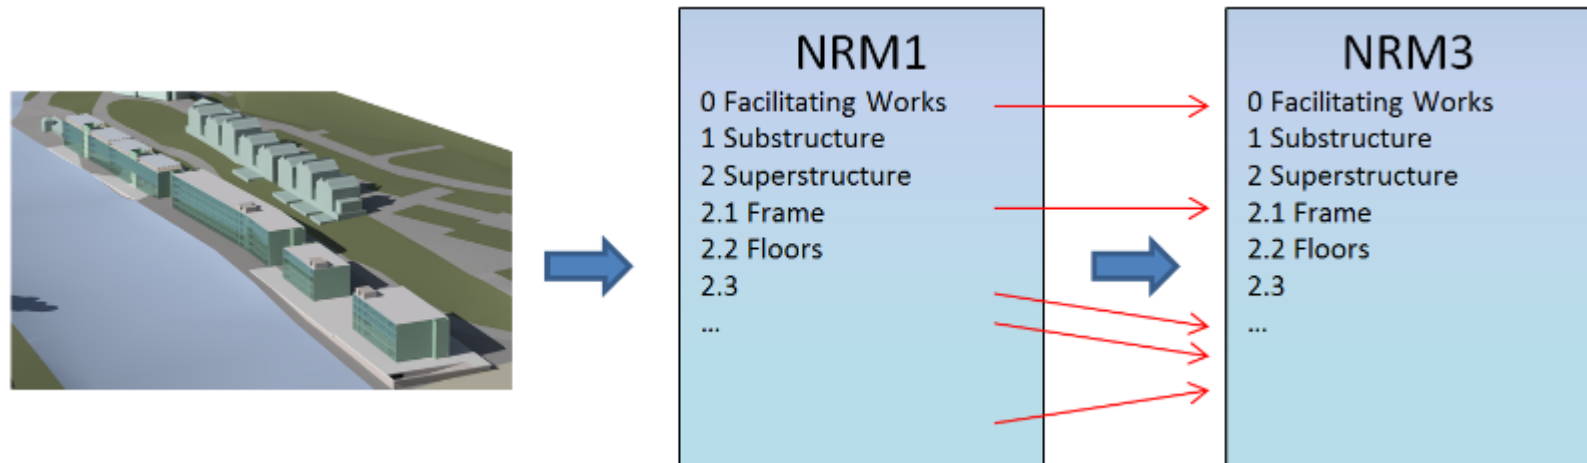 NRM1
0 Facilitating Works
1 Substructure
2 Superstructure
2.1 Frame
2.2 Floors
2.3
...
NRM3
0 Facilitating Works
1 Substructure
2 Superstructure
2.1 Frame
2.2 Floors
2.3
...